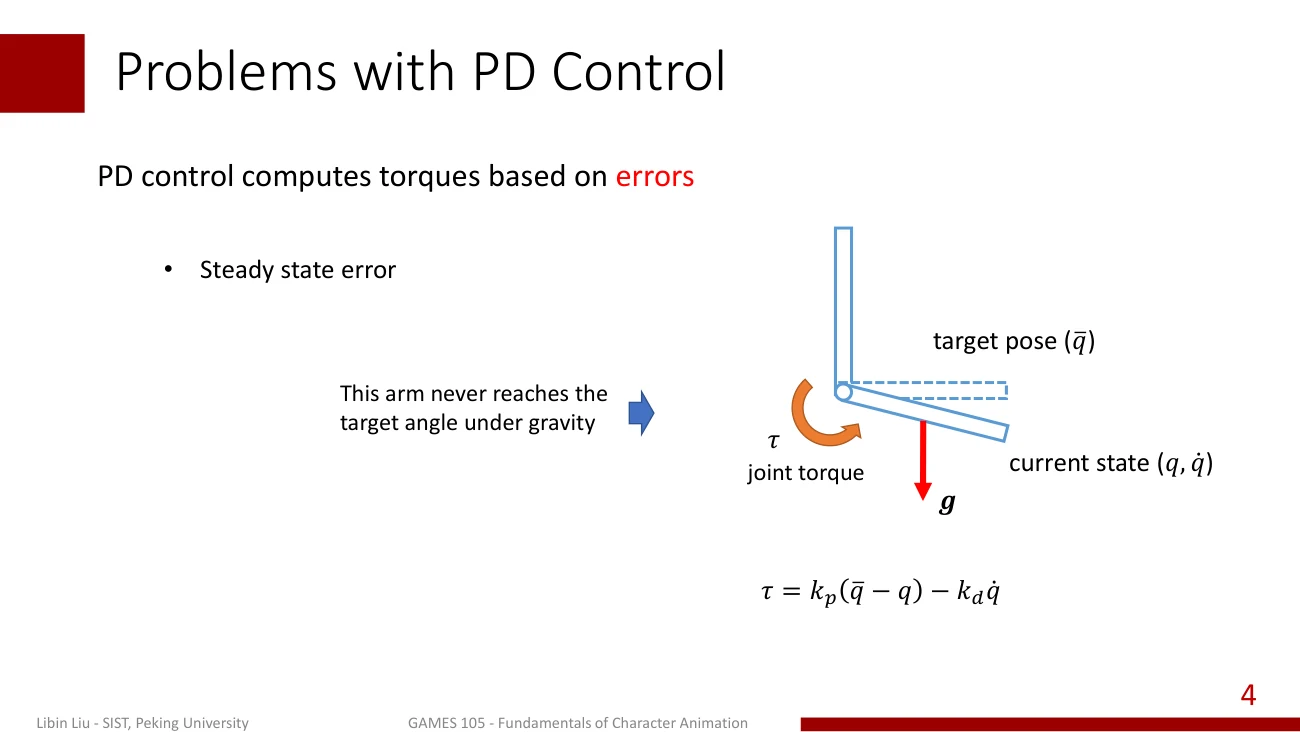 Problems with PD Control
PD control computes torques based on errors
• Steady state error
This arm never reaches the
target angle under gravity
target pose (q̅)
τ
joint torque
current state (q, q̇)
g
τ = k_p(q̅ − q) − k_d q̇
4
Libin Liu - SIST, Peking University
GAMES 105 - Fundamentals of Character Animation